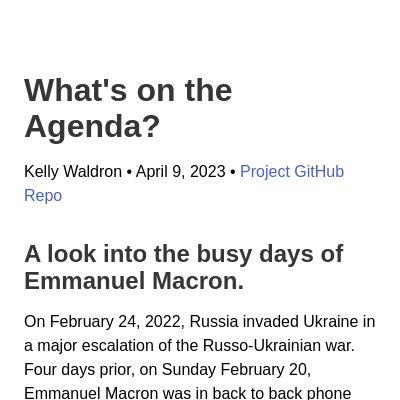 What's on the
Agenda?
Kelly Waldron • April 9, 2023 • Project GitHub
Repo
A look into the busy days of
Emmanuel Macron.
On February 24, 2022, Russia invaded Ukraine in
a major escalation of the Russo-Ukrainian war.
Four days prior, on Sunday February 20,
Emmanuel Macron was in back to back phone